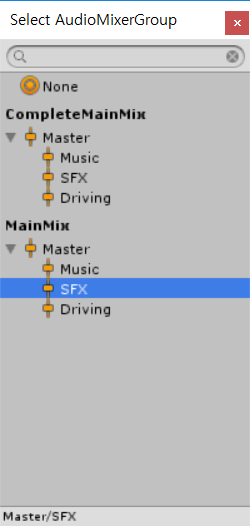 Select AudioMixerGroup
None
CompleteMainMix
Master
Music
SFX
Driving
MainMix
Master
Music
SFX
Driving
Master/SFX